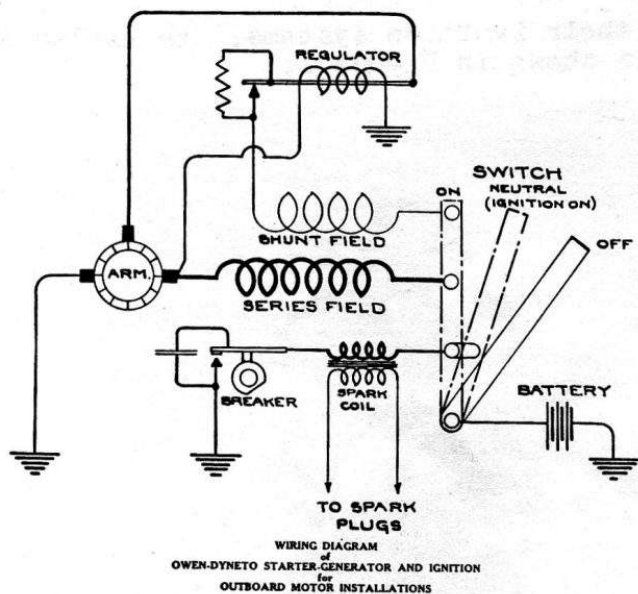 REGULATOR
SWITCH
NEUTRAL
(IGNITION ON)
ON
OFF
SHUNT FIELD
ARM.
SERIES FIELD
BREAKER
SPARK
COIL
BATTERY
TO SPARK
PLUGS
WIRING DIAGRAM
of
OWEN-DYNETO STARTER-GENERATOR AND IGNITION
for
OUTBOARD MOTOR INSTALLATIONS